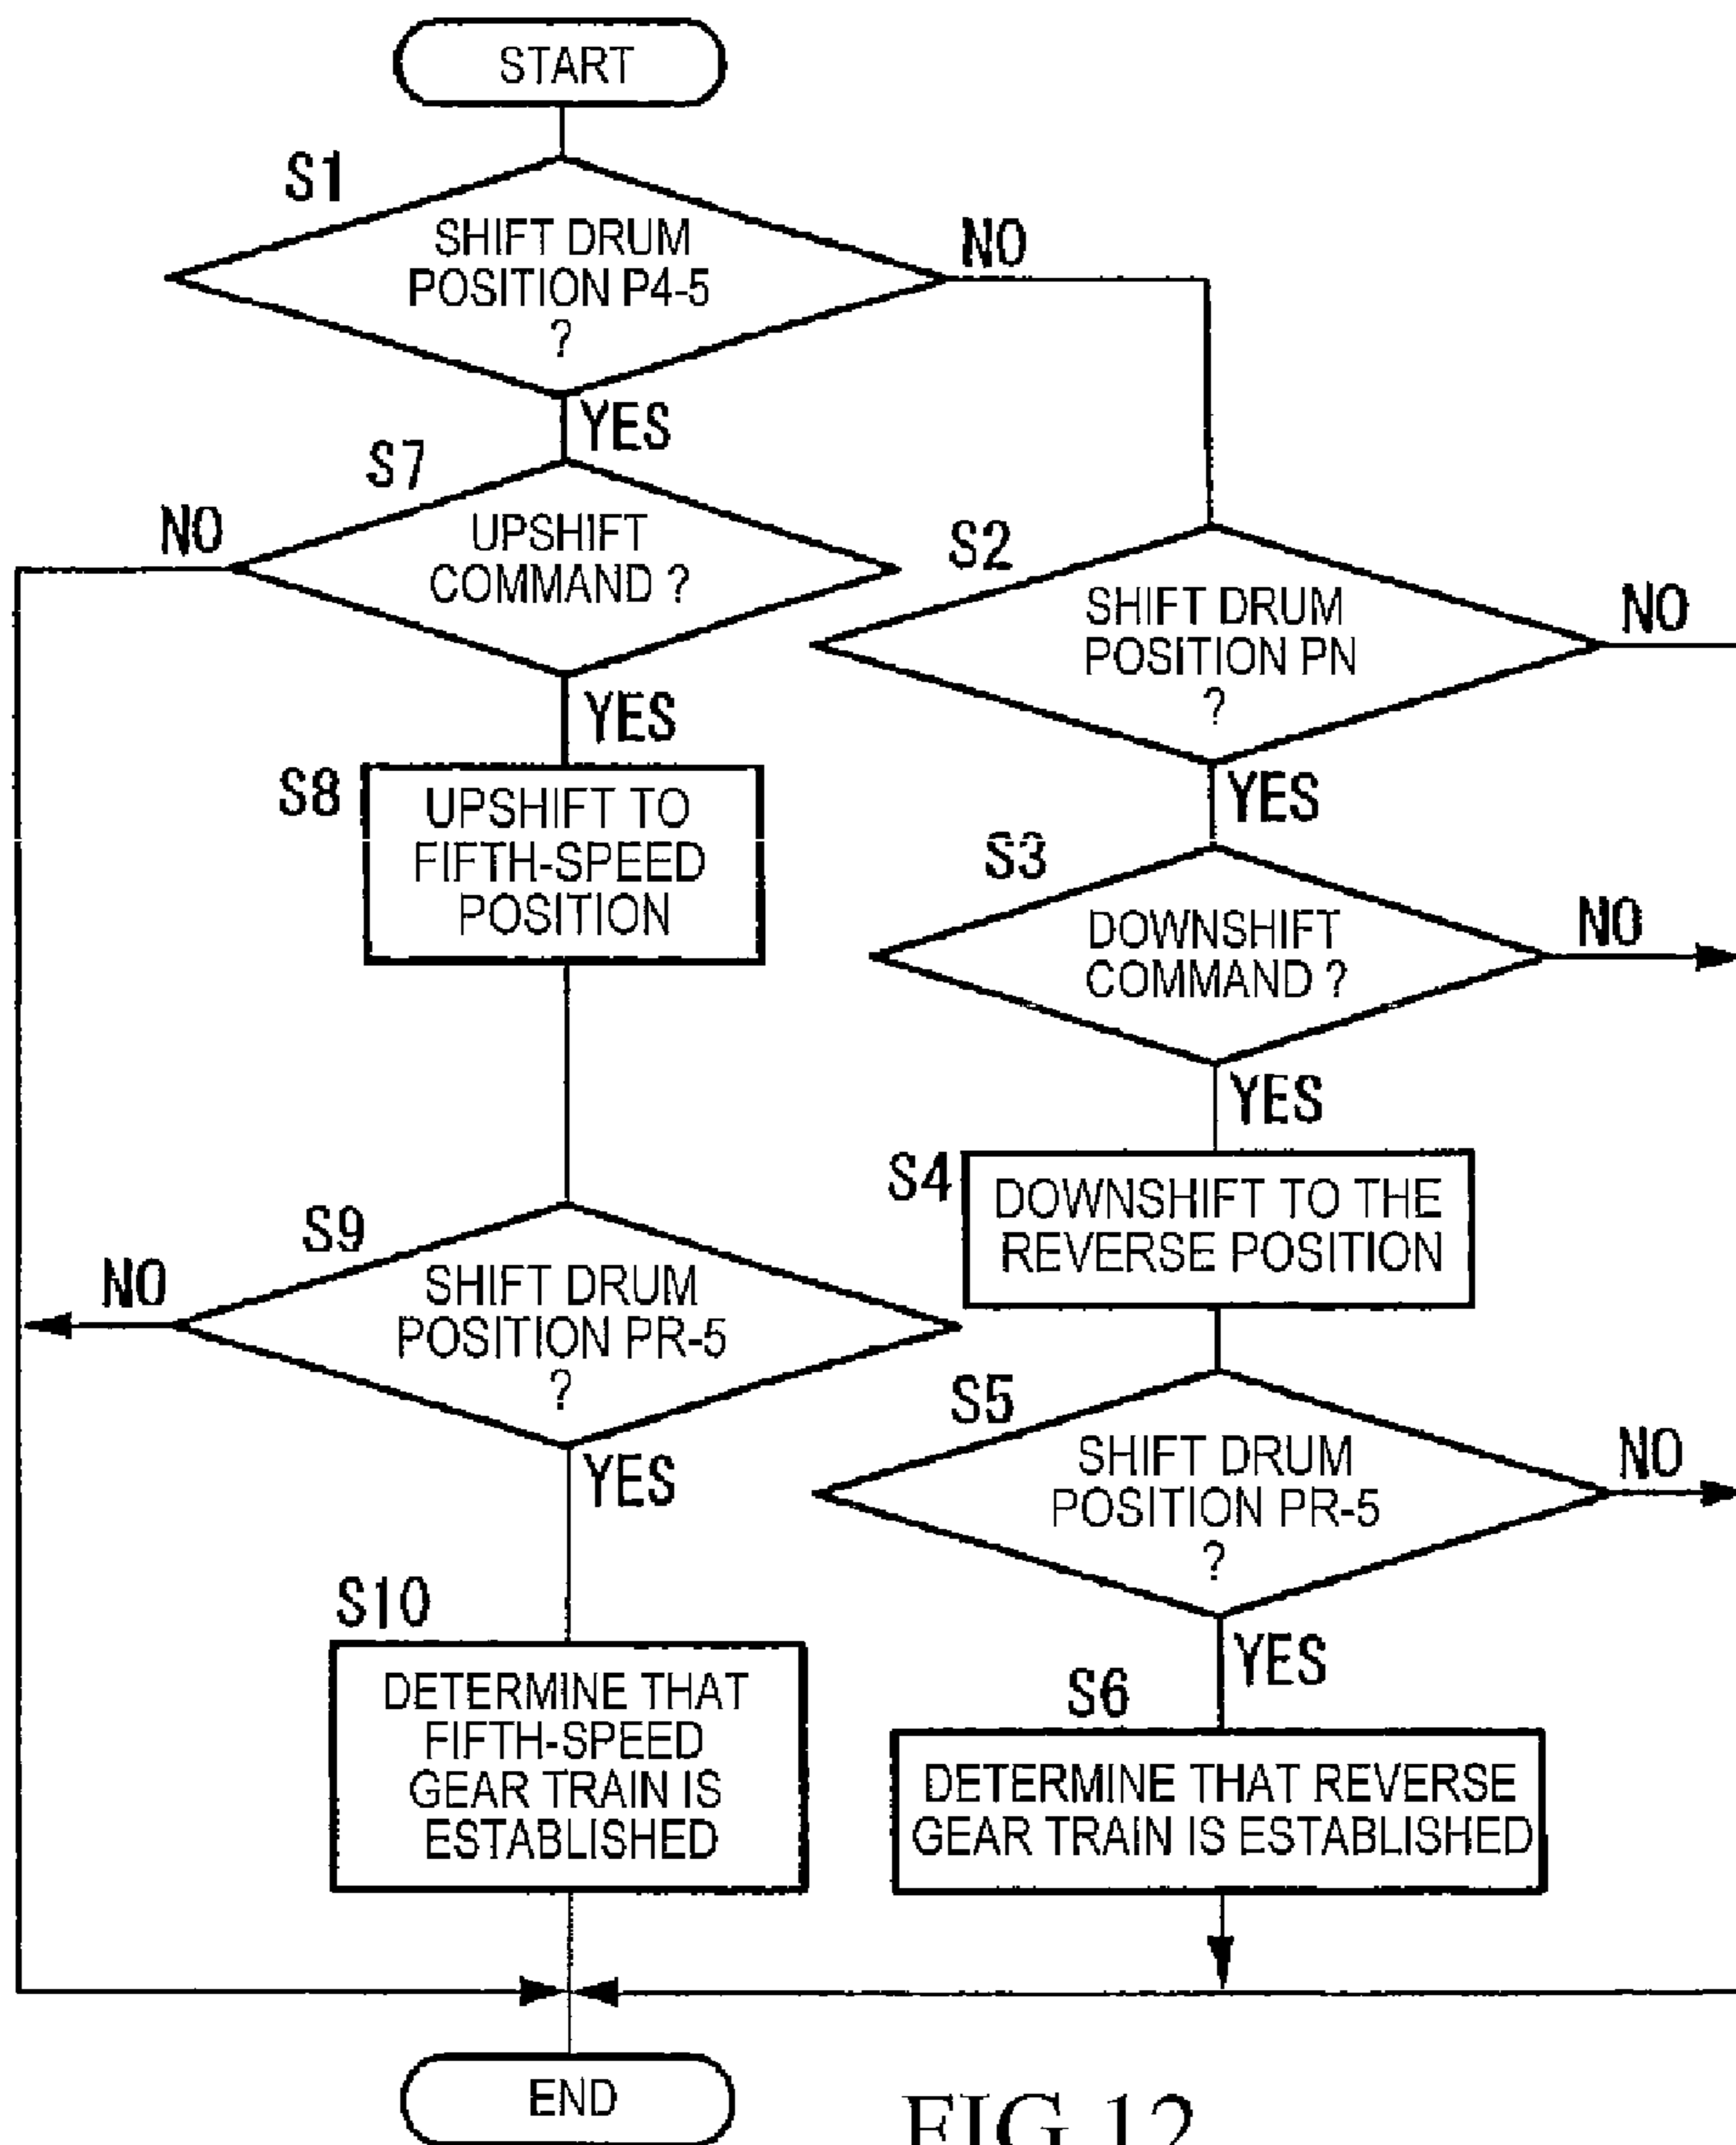 START
S1
SHIFT DRUM
POSITION P4-5
?
NO
YES
S7
UPSHIFT
COMMAND ?
NO
YES
S2
SHIFT DRUM
POSITION PN
?
NO
YES
S8
UPSHIFT TO
FIFTH-SPEED
POSITION
S3
DOWNSHIFT
COMMAND ?
NO
YES
S4
DOWNSHIFT TO THE
REVERSE POSITION
S9
SHIFT DRUM
POSITION PR-5
?
NO
YES
S5
SHIFT DRUM
POSITION PR-5
?
NO
YES
S10
DETERMINE THAT
FIFTH-SPEED
GEAR TRAIN IS
ESTABLISHED
S6
DETERMINE THAT REVERSE
GEAR TRAIN IS ESTABLISHED
END
FIG.12